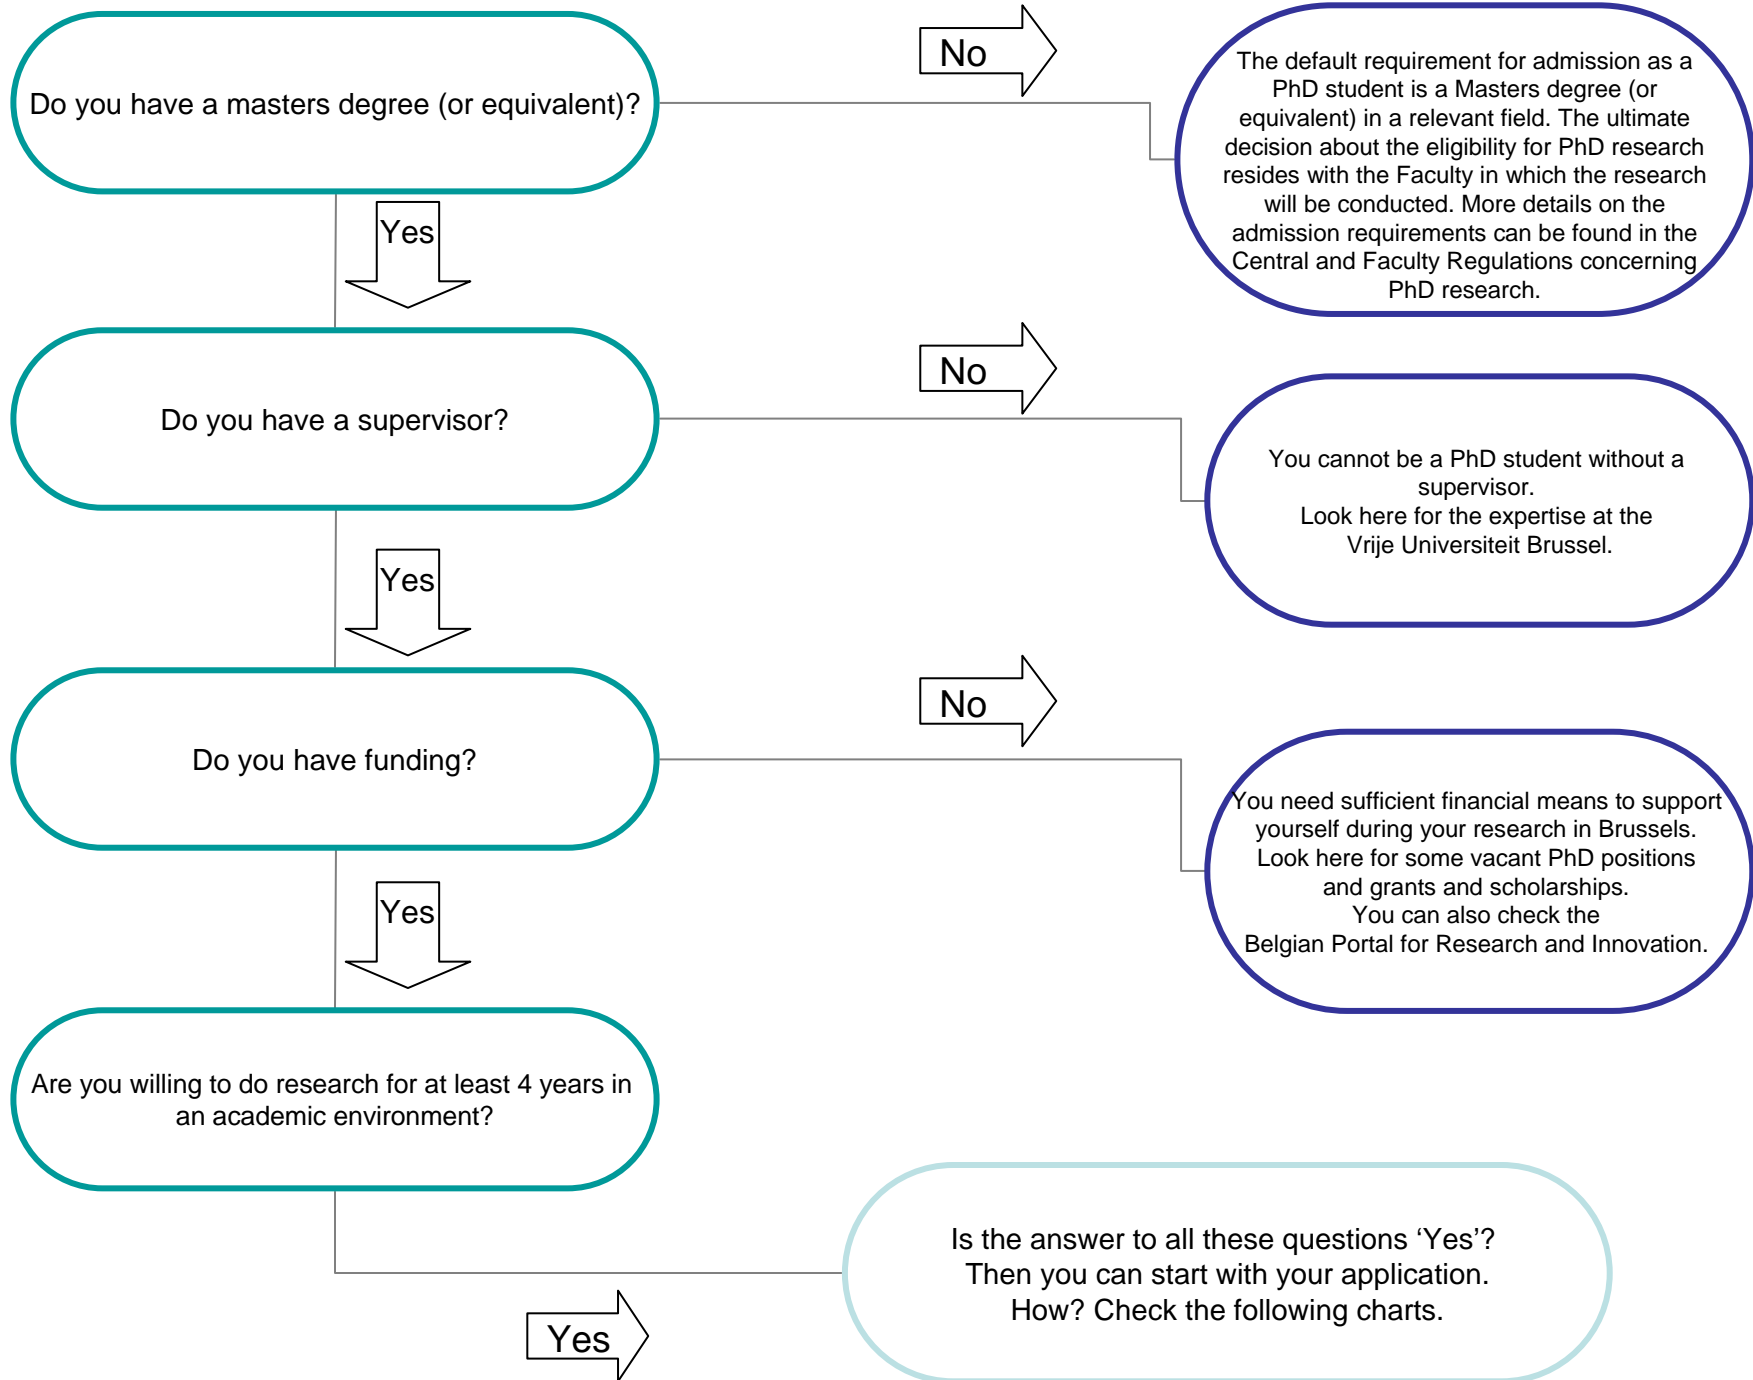 Do you have a masters degree (or equivalent)?
No
The default requirement for admission as a
PhD student is a Masters degree (or
equivalent) in a relevant field. The ultimate
decision about the eligibility for PhD research
resides with the Faculty in which the research
will be conducted. More details on the
admission requirements can be found in the
Central and Faculty Regulations concerning
PhD research.
Yes
Do you have a supervisor?
No
You cannot be a PhD student without a
supervisor.
Look here for the expertise at the
Vrije Universiteit Brussel.
Yes
Do you have funding?
No
You need sufficient financial means to support
yourself during your research in Brussels.
Look here for some vacant PhD positions
and grants and scholarships.
You can also check the
Belgian Portal for Research and Innovation.
Yes
Are you willing to do research for at least 4 years in
an academic environment?
Yes
Is the answer to all these questions ‘Yes’?
Then you can start with your application.
How? Check the following charts.